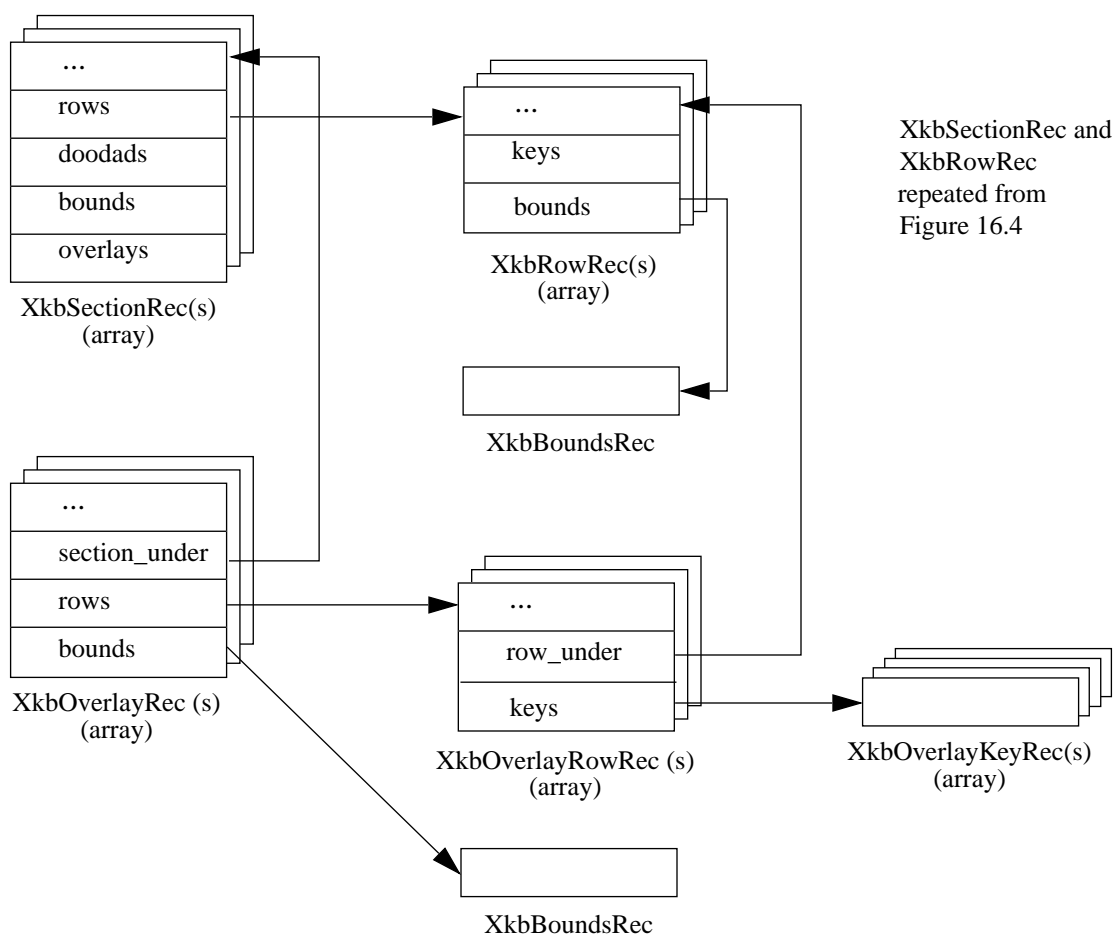 ...
rows
doodads
bounds
overlays
XkbSectionRec(s)
(array)
...
keys
bounds
XkbRowRec(s)
(array)
XkbSectionRec and
XkbRowRec
repeated from
Figure 16.4
XkbBoundsRec
...
section_under
rows
bounds
XkbOverlayRec (s)
(array)
...
row_under
keys
XkbOverlayRowRec (s)
(array)
XkbOverlayKeyRec(s)
(array)
XkbBoundsRec